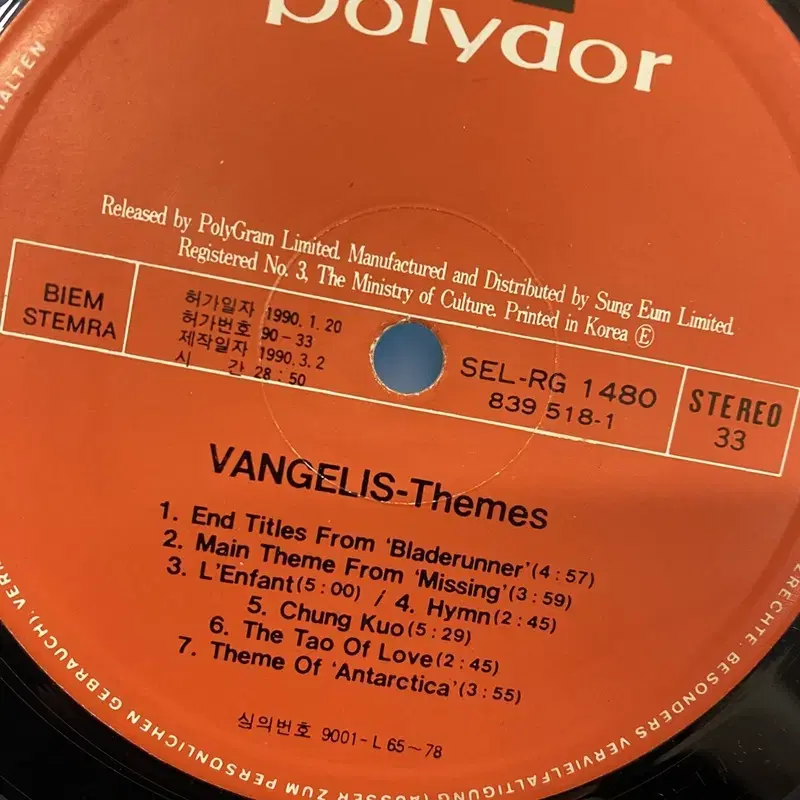 polydor
Released by PolyGram Limited. Manufactured and Distributed by Sung Eum Limited.
Registered No. 3, The Ministry of Culture. Printed in Korea Ⓔ
BIEM
STEMRA
허가일자 1990.1.20
허가번호 90-33
제작일자 1990.3.2
시 간 28:50
SEL-RG 1480
839 518-1
STEREO
33
VANGELIS-Themes
1. End Titles From 'Bladerunner'(4:57)
2. Main Theme From 'Missing'(3:59)
3. L'Enfant(5:00) / 4. Hymn(2:45)
5. Chung Kuo(5:29)
6. The Tao Of Love(2:45)
7. Theme Of 'Antarctica'(3:55)
심의번호 9001-L65~78
ZRECHTE. BESONDERS VERVIELFÄLTIGUNG (AUSSER ZUM PERSÖNLICHEN GEBRAUCH), VER
ALTEN